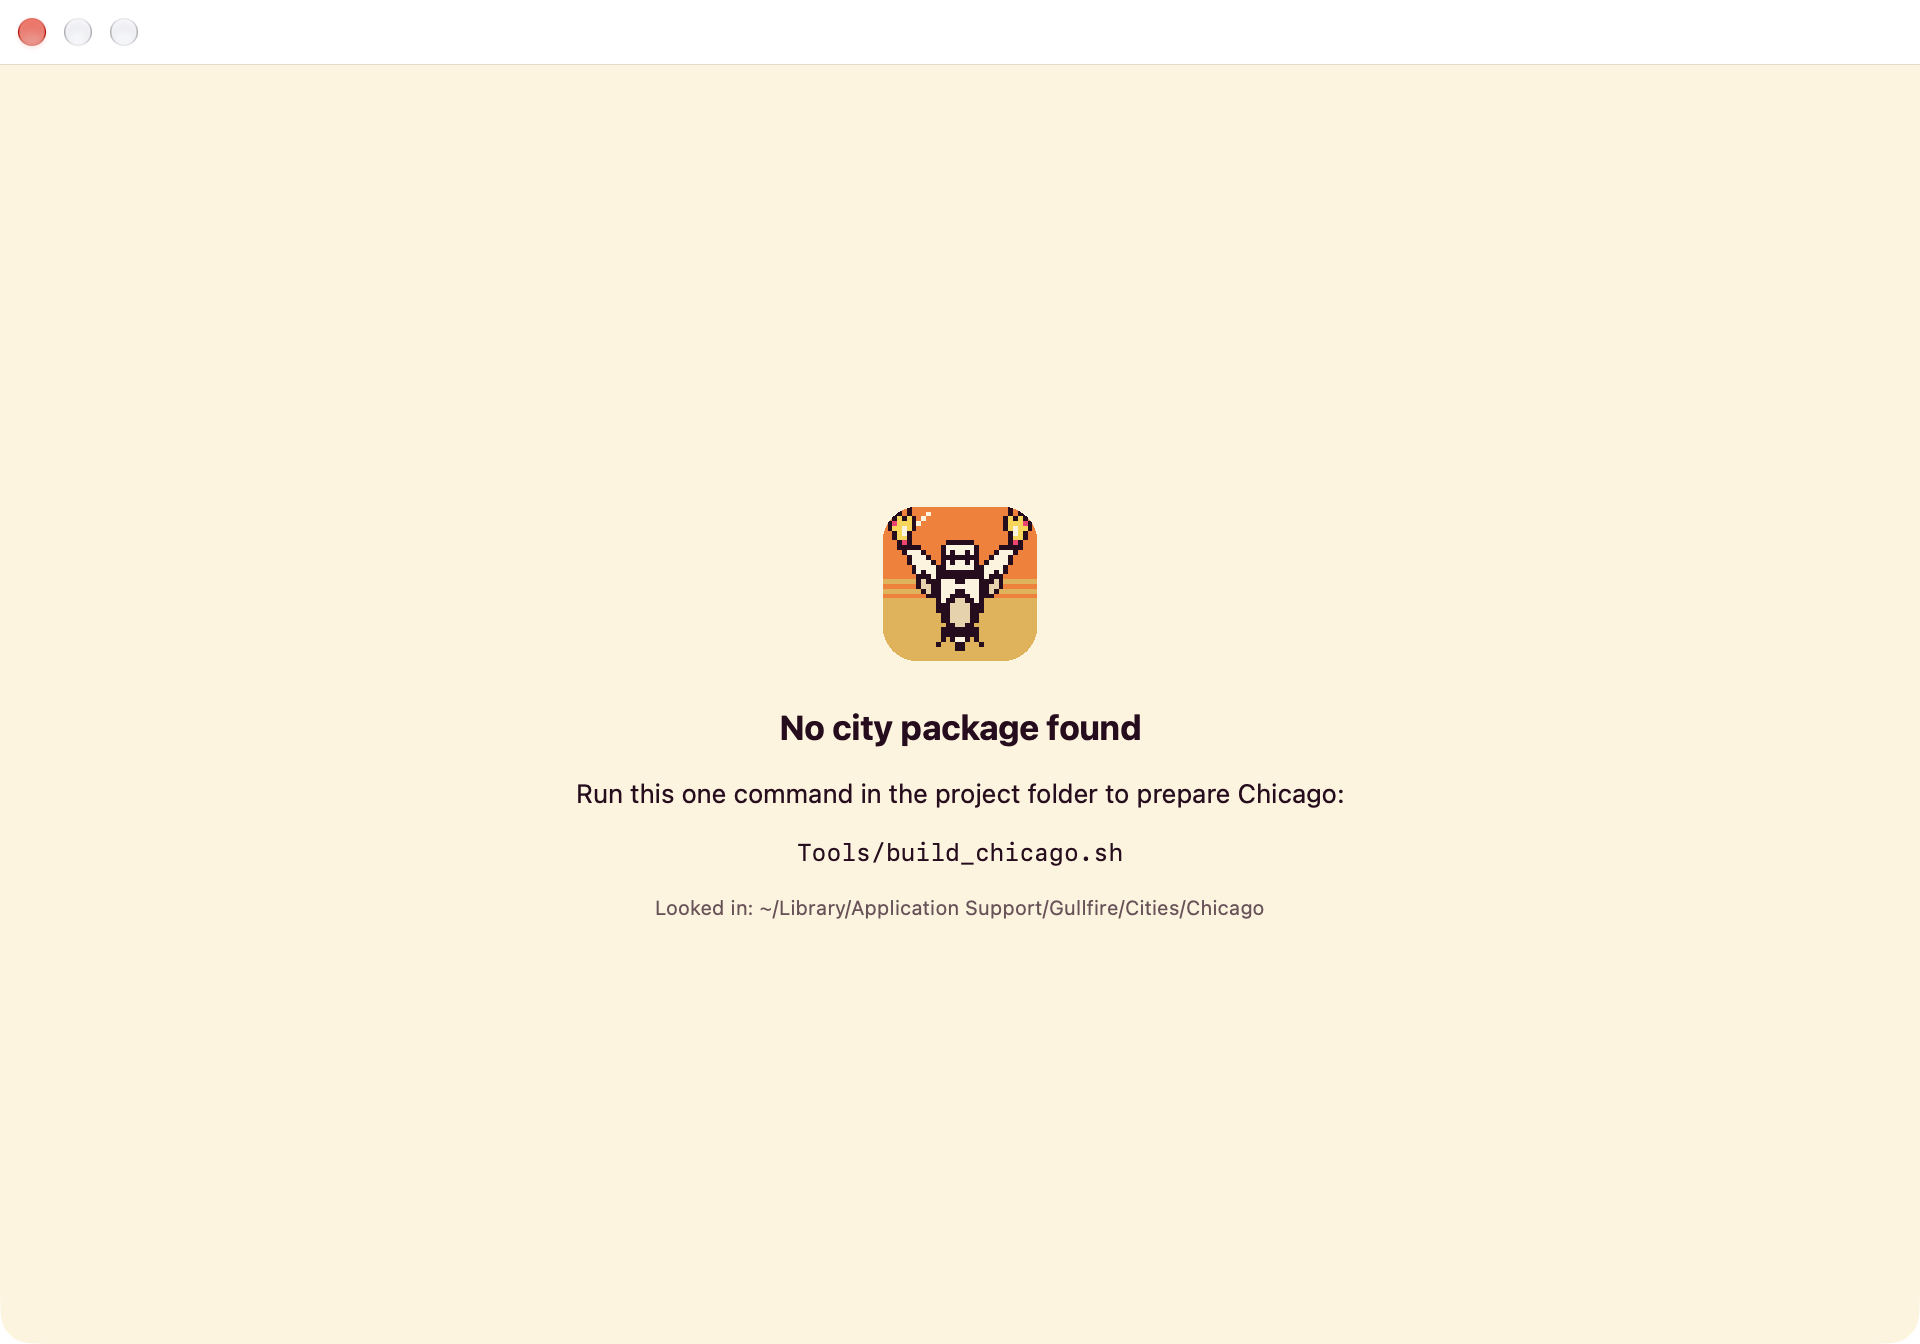 No city package found
Run this one command in the project folder to prepare Chicago:
Tools/build_chicago.sh
Looked in: ~/Library/Application Support/Gullfire/Cities/Chicago